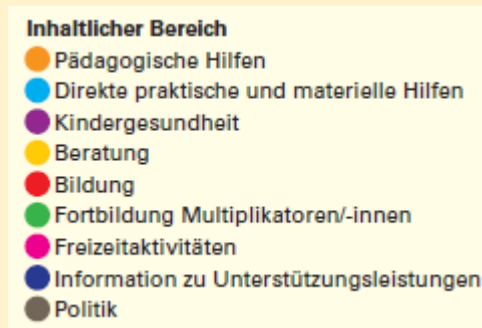 Inhaltlicher Bereich
Pädagogische Hilfen
Direkte praktische und materielle Hilfen
Kindergesundheit
Beratung
Bildung
Fortbildung Multiplikatoren/-innen
Freizeitaktivitäten
Information zu Unterstützungsleistungen
Politik